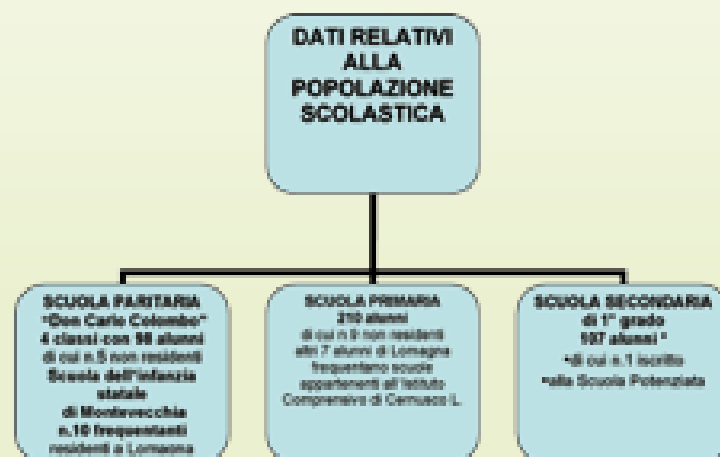 DATI RELATIVI
ALLA
POPOLAZIONE
SCOLASTICA
SCUOLA PARITARIA
"Don Carlo Colombo"
4 classi con 98 alunni
di cui n.5 non residenti
Scuola dell'infanzia
statale
di Montevecchia
n.10 frequentanti
residenti a Lomagna
SCUOLA PRIMARIA
210 alunni
di cui n 9 non residenti
altri 7 alunni di Lomagna
frequentano scuole
appartenenti all'Istituto
Comprensivo di Cernusco L.
SCUOLA SECONDARIA
di 1° grado
107 alunni *
•di cui n.1 iscritto
•alla Scuola Potenziata